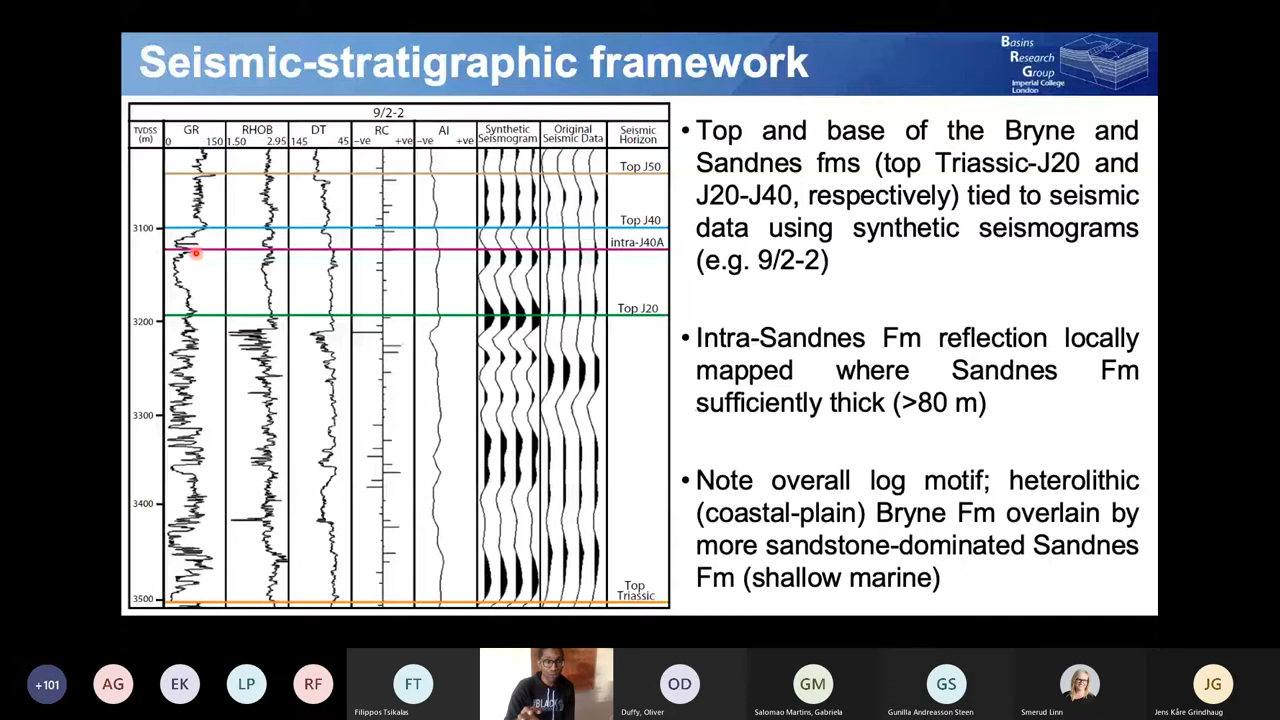 Seismic-stratigraphic framework
Basins
Research
Group
Imperial College
London
9/2-2
TVDSS
(m)
GR
0 150
RHOB
1.50 2.95
DT
145 45
RC
-ve +ve
AI
-ve +ve
Synthetic
Seismogram
Original
Seismic Data
Seismic
Horizon
Top J50
Top J40
3100
intra-J40A
Top J20
3200
3300
3400
Top
Triassic
3500
• Top and base of the Bryne and
Sandnes fms (top Triassic-J20 and
J20-J40, respectively) tied to seismic
data using synthetic seismograms
(e.g. 9/2-2)
• Intra-Sandnes Fm reflection locally
mapped where Sandnes Fm
sufficiently thick (>80 m)
• Note overall log motif; heterolithic
(coastal-plain) Bryne Fm overlain by
more sandstone-dominated Sandnes
Fm (shallow marine)
+101
AG
EK
LP
RF
FT
Filippos Tsikalas
BLACK
OD
Duffy, Oliver
GM
Salomao Martins, Gabriela
GS
Gunilla Andreasson Steen
Smerud Linn
JG
Jens Kåre Grindhaug